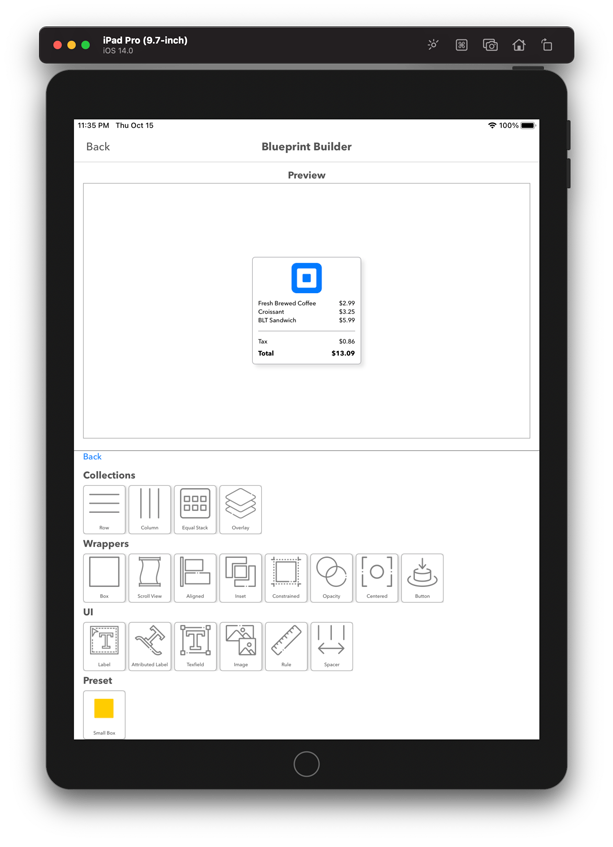 iPad Pro (9.7-inch)
iOS 14.0
11:35 PM Thu Oct 15 100%
Back Blueprint Builder
Preview
Fresh Brewed Coffee $2.99
Croissant $3.25
BLT Sandwich $5.99
Tax $0.86
Total $13.09
Back
Collections
Row Column Equal Stack Overlay
Wrappers
Box Scroll View Aligned Inset Constrained Opacity Centered Button
UI
Label Attributed Label Texfield Image Rule Spacer
Preset
Small Box